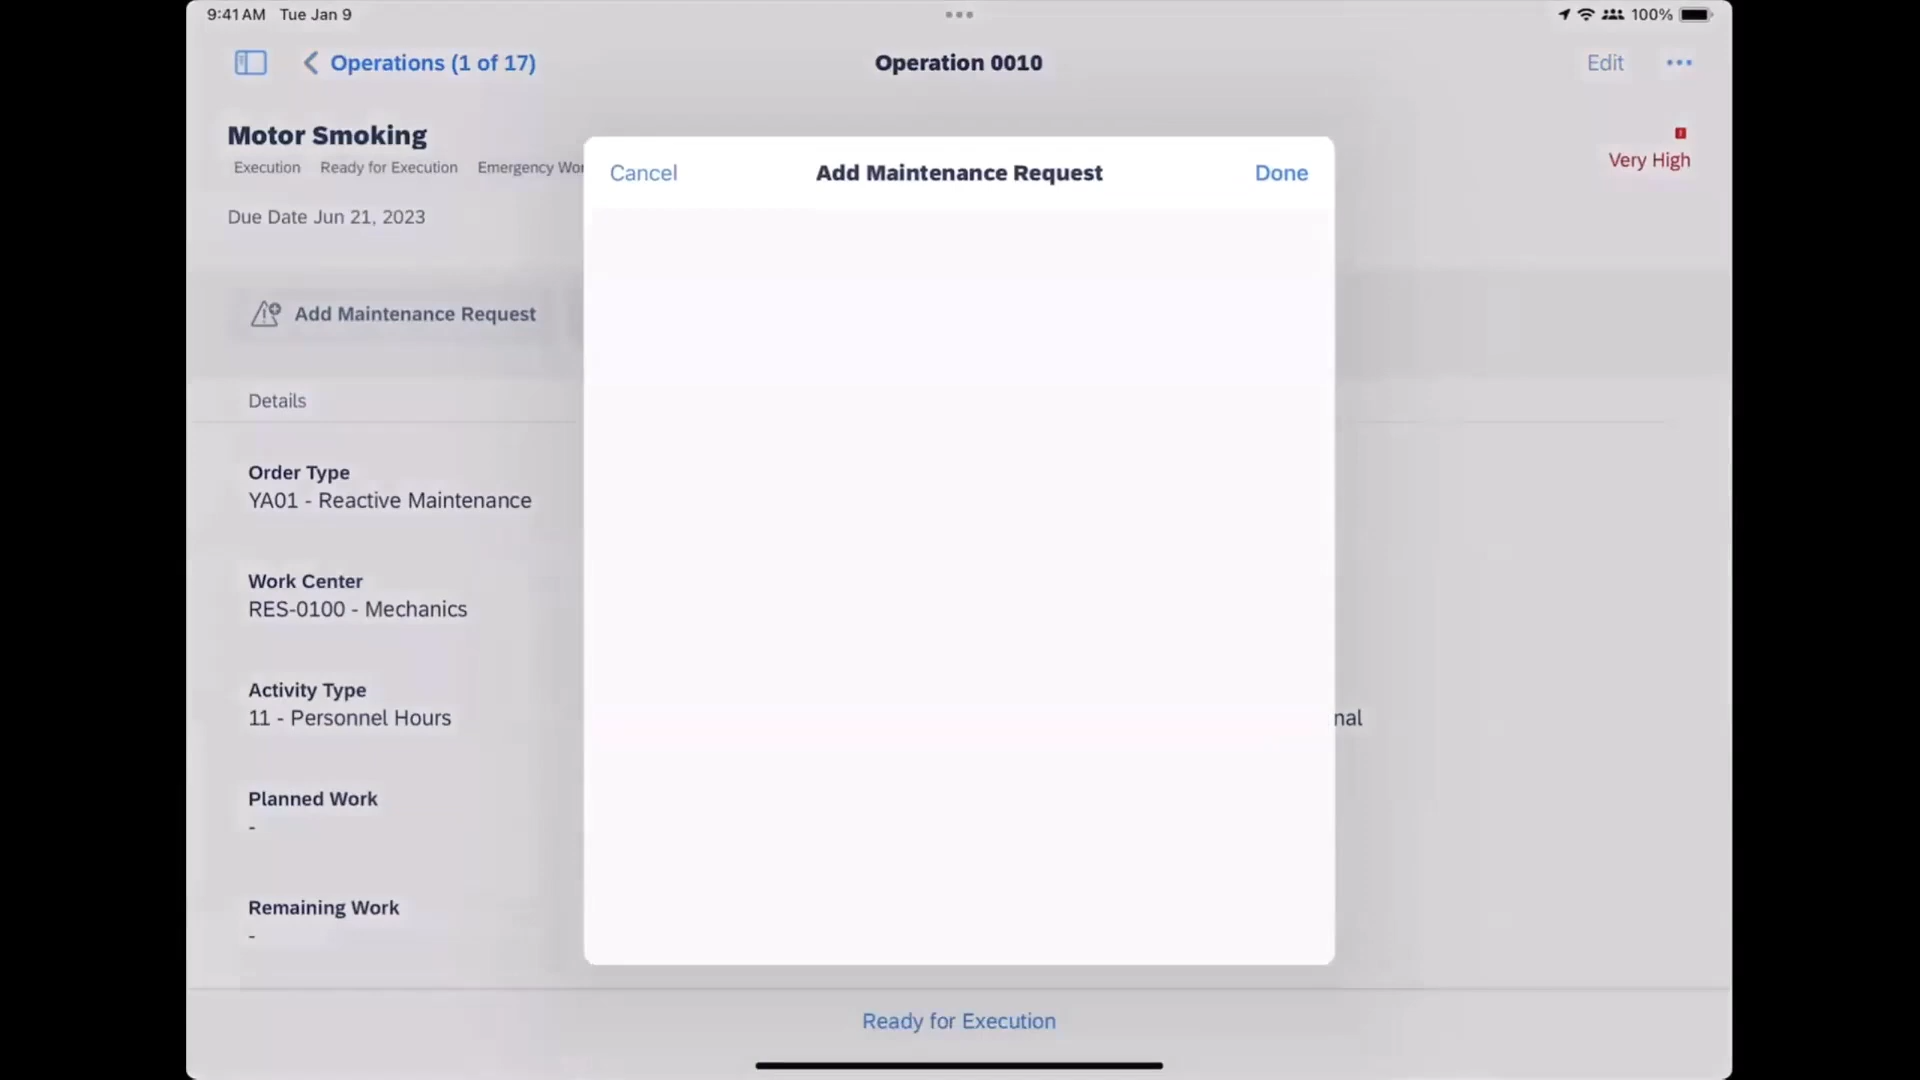 9:41 AM Tue Jan 9
100%
Operations (1 of 17)
Operation 0010
Edit
Motor Smoking
Execution Ready for Execution Emergency Wor
Very High
Due Date Jun 21, 2023
Cancel
Add Maintenance Request
Done
Add Maintenance Request
Details
Order Type
YA01 - Reactive Maintenance
Work Center
RES-0100 - Mechanics
Activity Type
11 - Personnel Hours
nal
Planned Work
-
Remaining Work
-
Ready for Execution